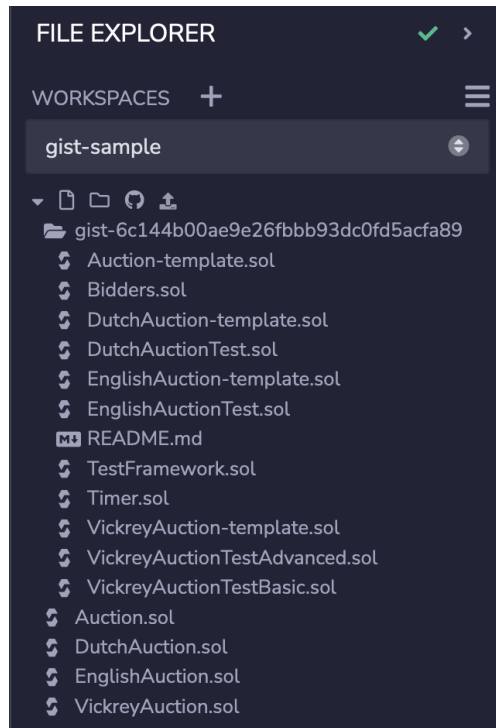 FILE EXPLORER
WORKSPACES
gist-sample
gist-6c144b00ae9e26fbbb93dc0fd5acfa89
Auction-template.sol
Bidders.sol
DutchAuction-template.sol
DutchAuctionTest.sol
EnglishAuction-template.sol
EnglishAuctionTest.sol
M README.md
TestFramework.sol
Timer.sol
VickreyAuction-template.sol
VickreyAuctionTestAdvanced.sol
VickreyAuctionTestBasic.sol
Auction.sol
DutchAuction.sol
EnglishAuction.sol
VickreyAuction.sol